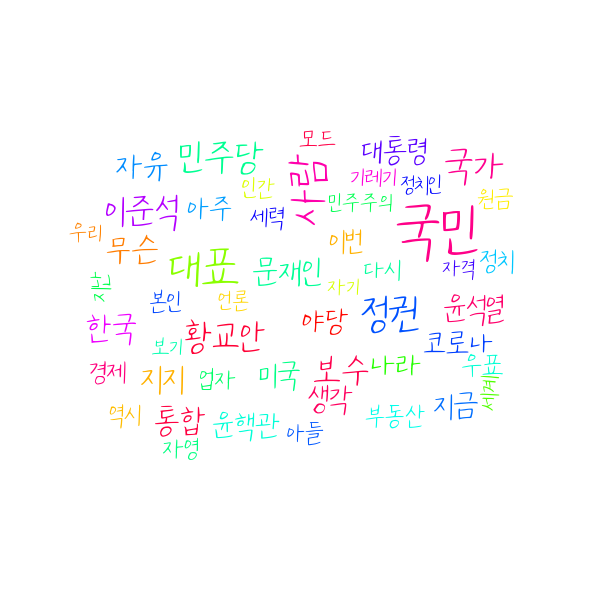 모드
민주당
대통령
자유
사람
국가
기레기
정치인
인간
민주주의
원금
이준석
아주
세력
국민
우리
무슨
이번
대표
문재인
다시
자격
정치
자기
본인
언론
정권
윤석열
한국
황교안
야당
코로나
보기
경제
지지
업자
미국
보수
나라
우표
세계
생각
역시
통합
윤핵관
아들
부동산
지금
자영